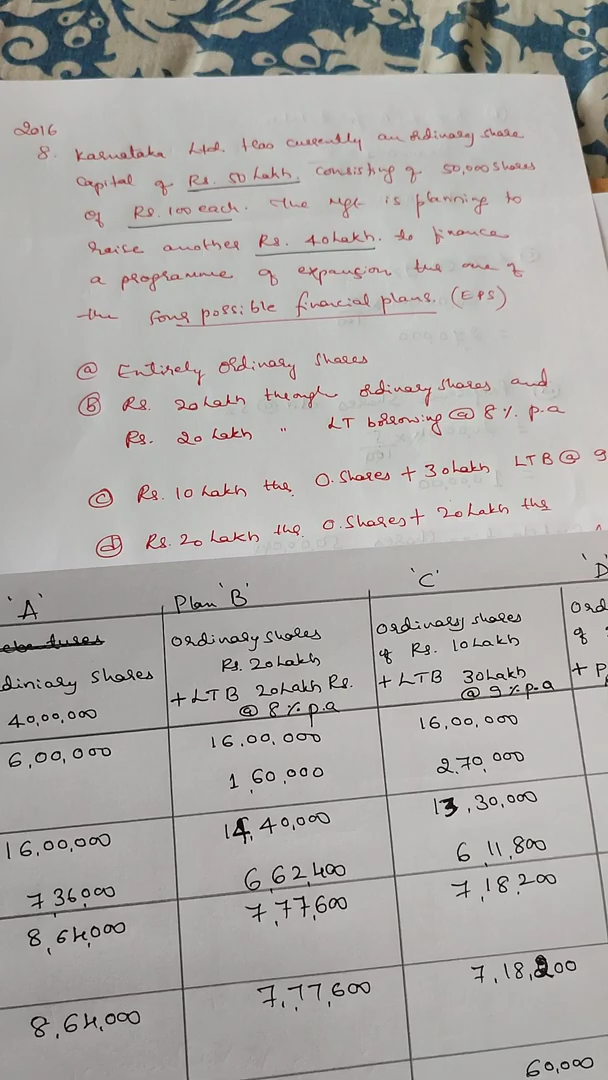 2016
8. Karnataka Ltd. has currently an ordinary share
capital of Rs. 50 Lakh. consisting of 50,000 shares
of Rs. 100 each. The mgt is planning to
raise another Rs. 40 Lakh. to finance
a programme of expansion the one of
the four possible financial plans. (EPS)
ⓐ Entirely ordinary shares
ⓑ Rs. 20 Lakh through ordinary shares and
Rs. 20 Lakh " LT borrowing @ 8 % p.a
ⓒ Rs. 10 Lakh the. O. Shares + 30 Lakh LTB @ 9
ⓓ Rs. 20 Lakh the. O. Shares + 20 Lakh the
'A' Plan 'B' 'C' 'D
diniary shares
40,00,000
Ordinary shares
Rs. 20 Lakh
+ LTB 20 Lakh Rs.
@ 8 % p.a
Ordinary shares
of Rs. 10 Lakh
+ LTB 30 Lakh
@ 9 % p.a
Ord
of
+ P
6,00,000 16,00,000 16,00,000
1,60,000 2,70,000
16,00,000 14,40,000 13,30,000
7,36,000 6,62,400 6,11,800
8,64,000 7,77,600 7,18,200
8,64,000 7,77,600 7,18,200
60,000